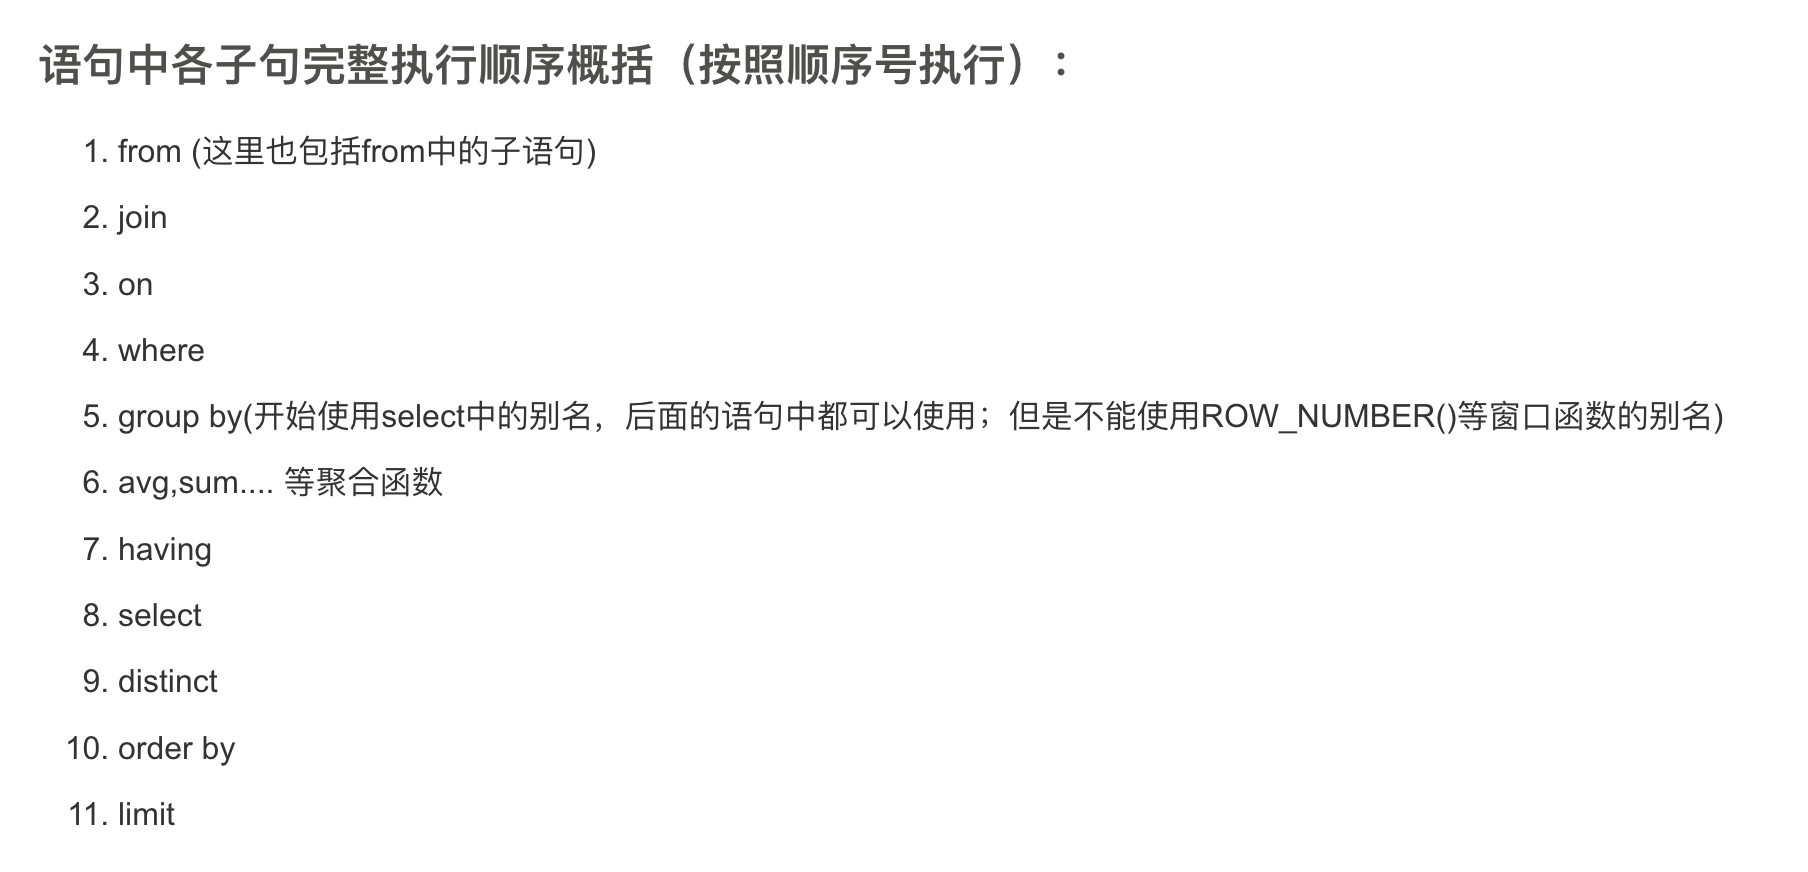 语句中各子句完整执行顺序概括（按照顺序号执行）：
1. from (这里也包括from中的子语句)
2. join
3. on
4. where
5. group by(开始使用select中的别名，后面的语句中都可以使用；但是不能使用ROW_NUMBER()等窗口函数的别名)
6. avg,sum.... 等聚合函数
7. having
8. select
9. distinct
10. order by
11. limit